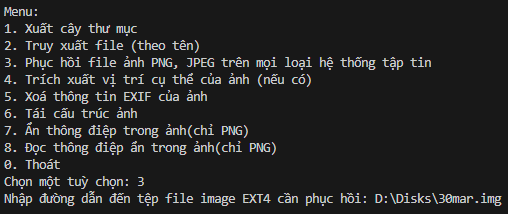 Menu:
1. Xuất cây thư mục
2. Truy xuất file (theo tên)
3. Phục hồi file ảnh PNG, JPEG trên mọi loại hệ thống tập tin
4. Trích xuất vị trí cụ thể của ảnh (nếu có)
5. Xoá thông tin EXIF của ảnh
6. Tái cấu trúc ảnh
7. Ẩn thông điệp trong ảnh(chỉ PNG)
8. Đọc thông điệp ẩn trong ảnh(chỉ PNG)
0. Thoát
Chọn một tuỳ chọn: 3
Nhập đường dẫn đến tệp file image EXT4 cần phục hồi: D:\Disks\30mar.img